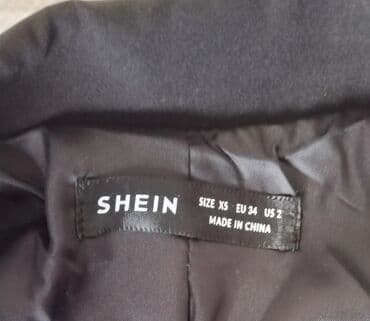 SHEIN
SIZE XS EU 34 US 2
MADE IN CHINA